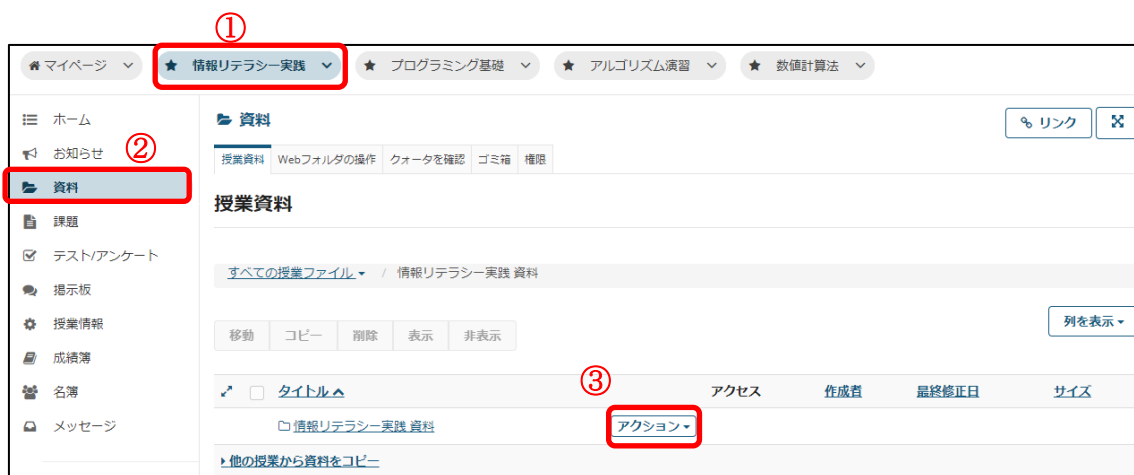 ①
マイページ 情報リテラシー実践 プログラミング基礎 アルゴリズム演習 数値計算法
ホーム
お知らせ
②
資料
課題
テスト/アンケート
掲示板
授業情報
成績簿
名簿
メッセージ
資料
リンク
授業資料 Webフォルダの操作 クォータを確認 ゴミ箱 権限
授業資料
すべての授業ファイル / 情報リテラシー実践 資料
列を表示
移動 コピー 削除 表示 非表示
③
タイトル アクセス 作成者 最終修正日 サイズ
情報リテラシー実践 資料 アクション
他の授業から資料をコピー